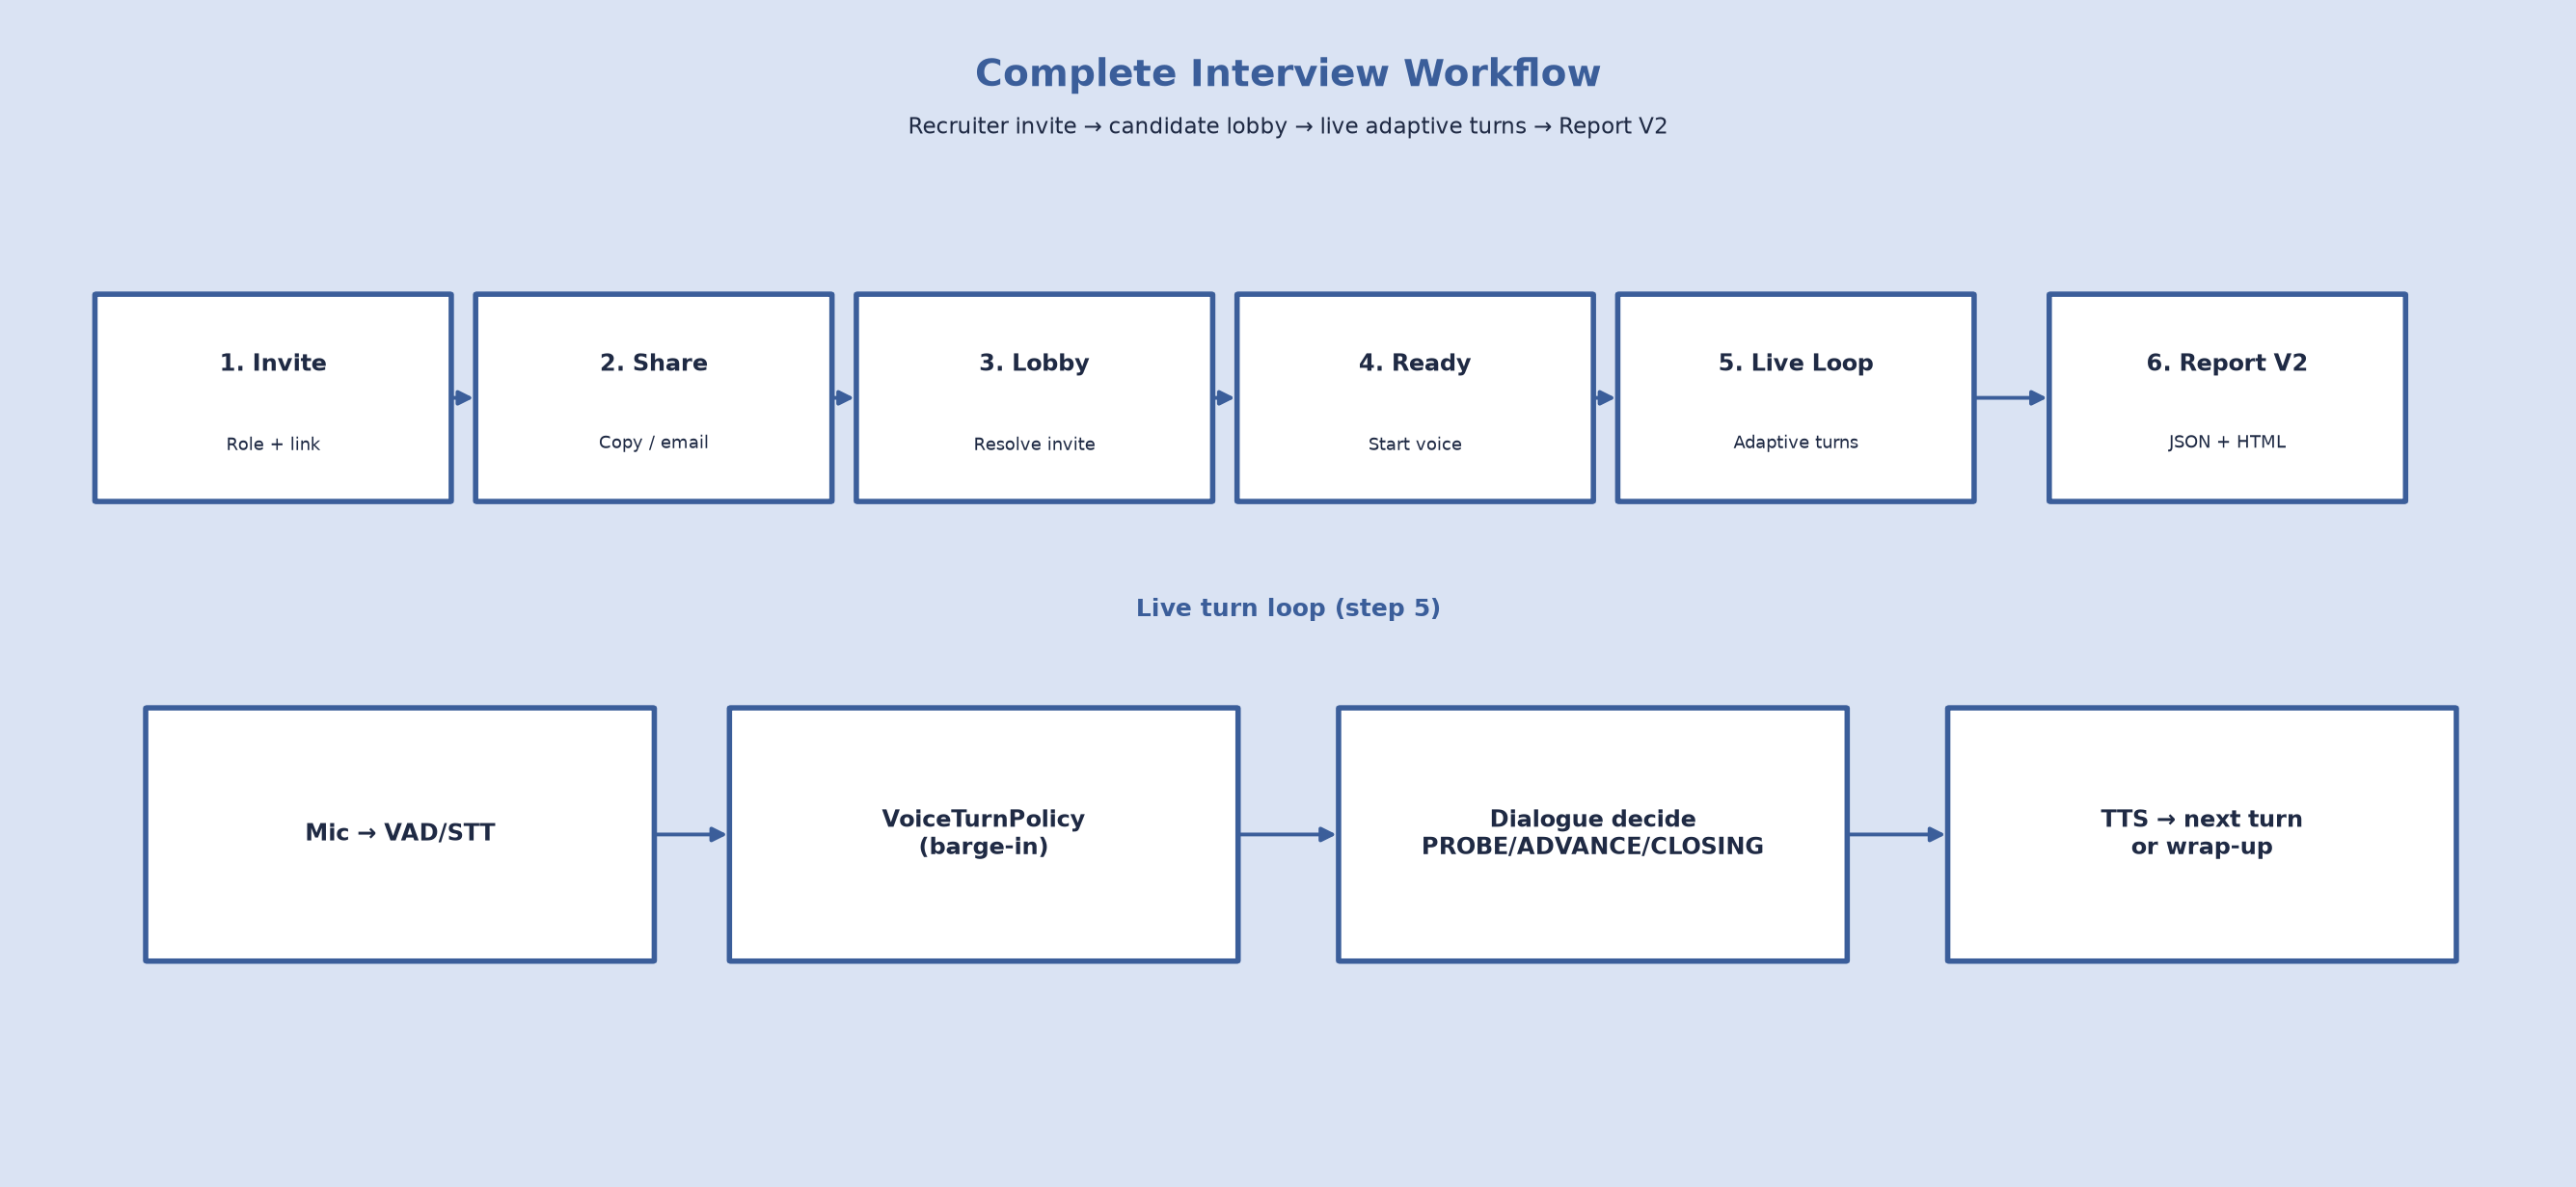 Complete Interview Workflow
Recruiter invite → candidate lobby → live adaptive turns → Report V2
1. Invite
Role + link
2. Share
Copy / email
3. Lobby
Resolve invite
4. Ready
Start voice
5. Live Loop
Adaptive turns
6. Report V2
JSON + HTML
Live turn loop (step 5)
Mic → VAD/STT
VoiceTurnPolicy
(barge-in)
Dialogue decide
PROBE/ADVANCE/CLOSING
TTS → next turn
or wrap-up